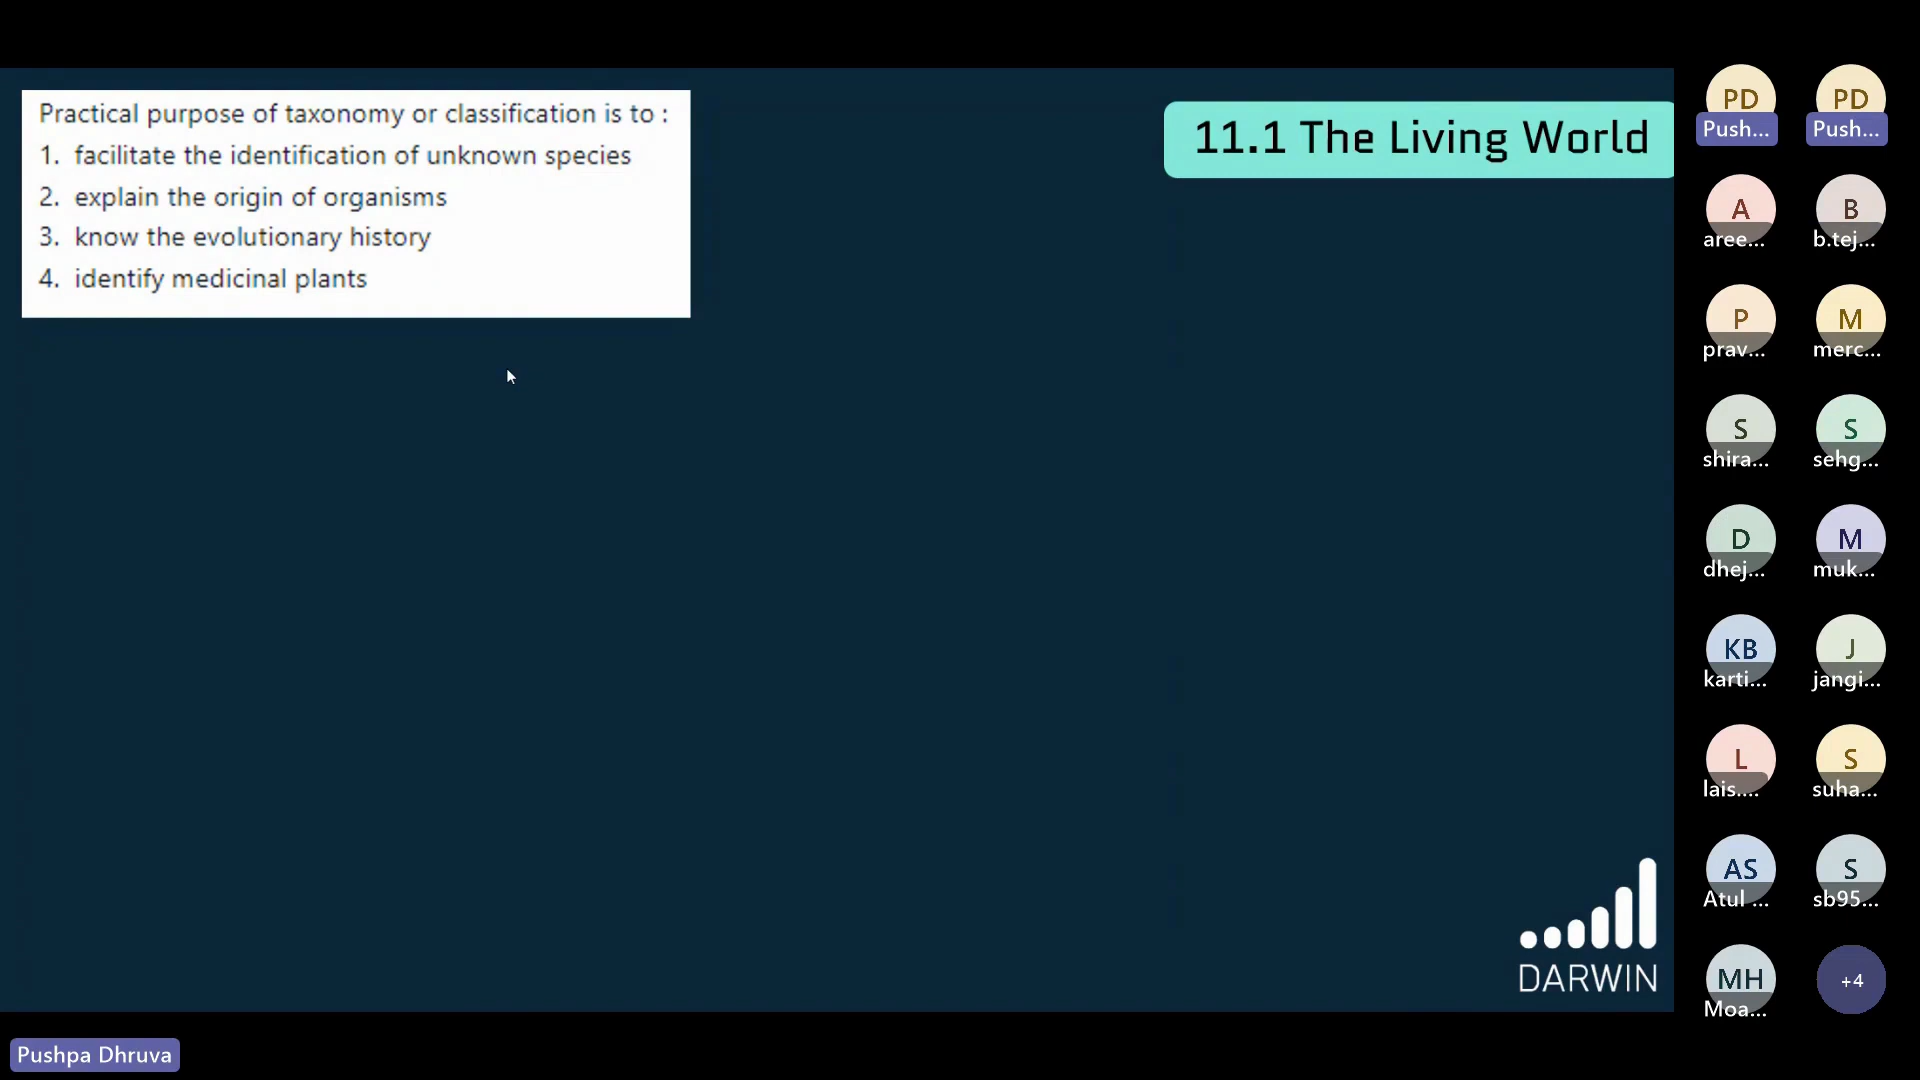 Practical purpose of taxonomy or classification is to :
1. facilitate the identification of unknown species
2. explain the origin of organisms
3. know the evolutionary history
4. identify medicinal plants
11.1 The Living World
DARWIN
Pushpa Dhruva
PD
Push...
PD
Push...
A
aree...
B
b.tej...
P
prav...
M
merc...
S
shira...
S
sehg...
D
dhej...
M
muk...
KB
karti...
J
jangi...
L
lais....
S
suha...
AS
Atul ...
S
sb95...
MH
Moa...
+4